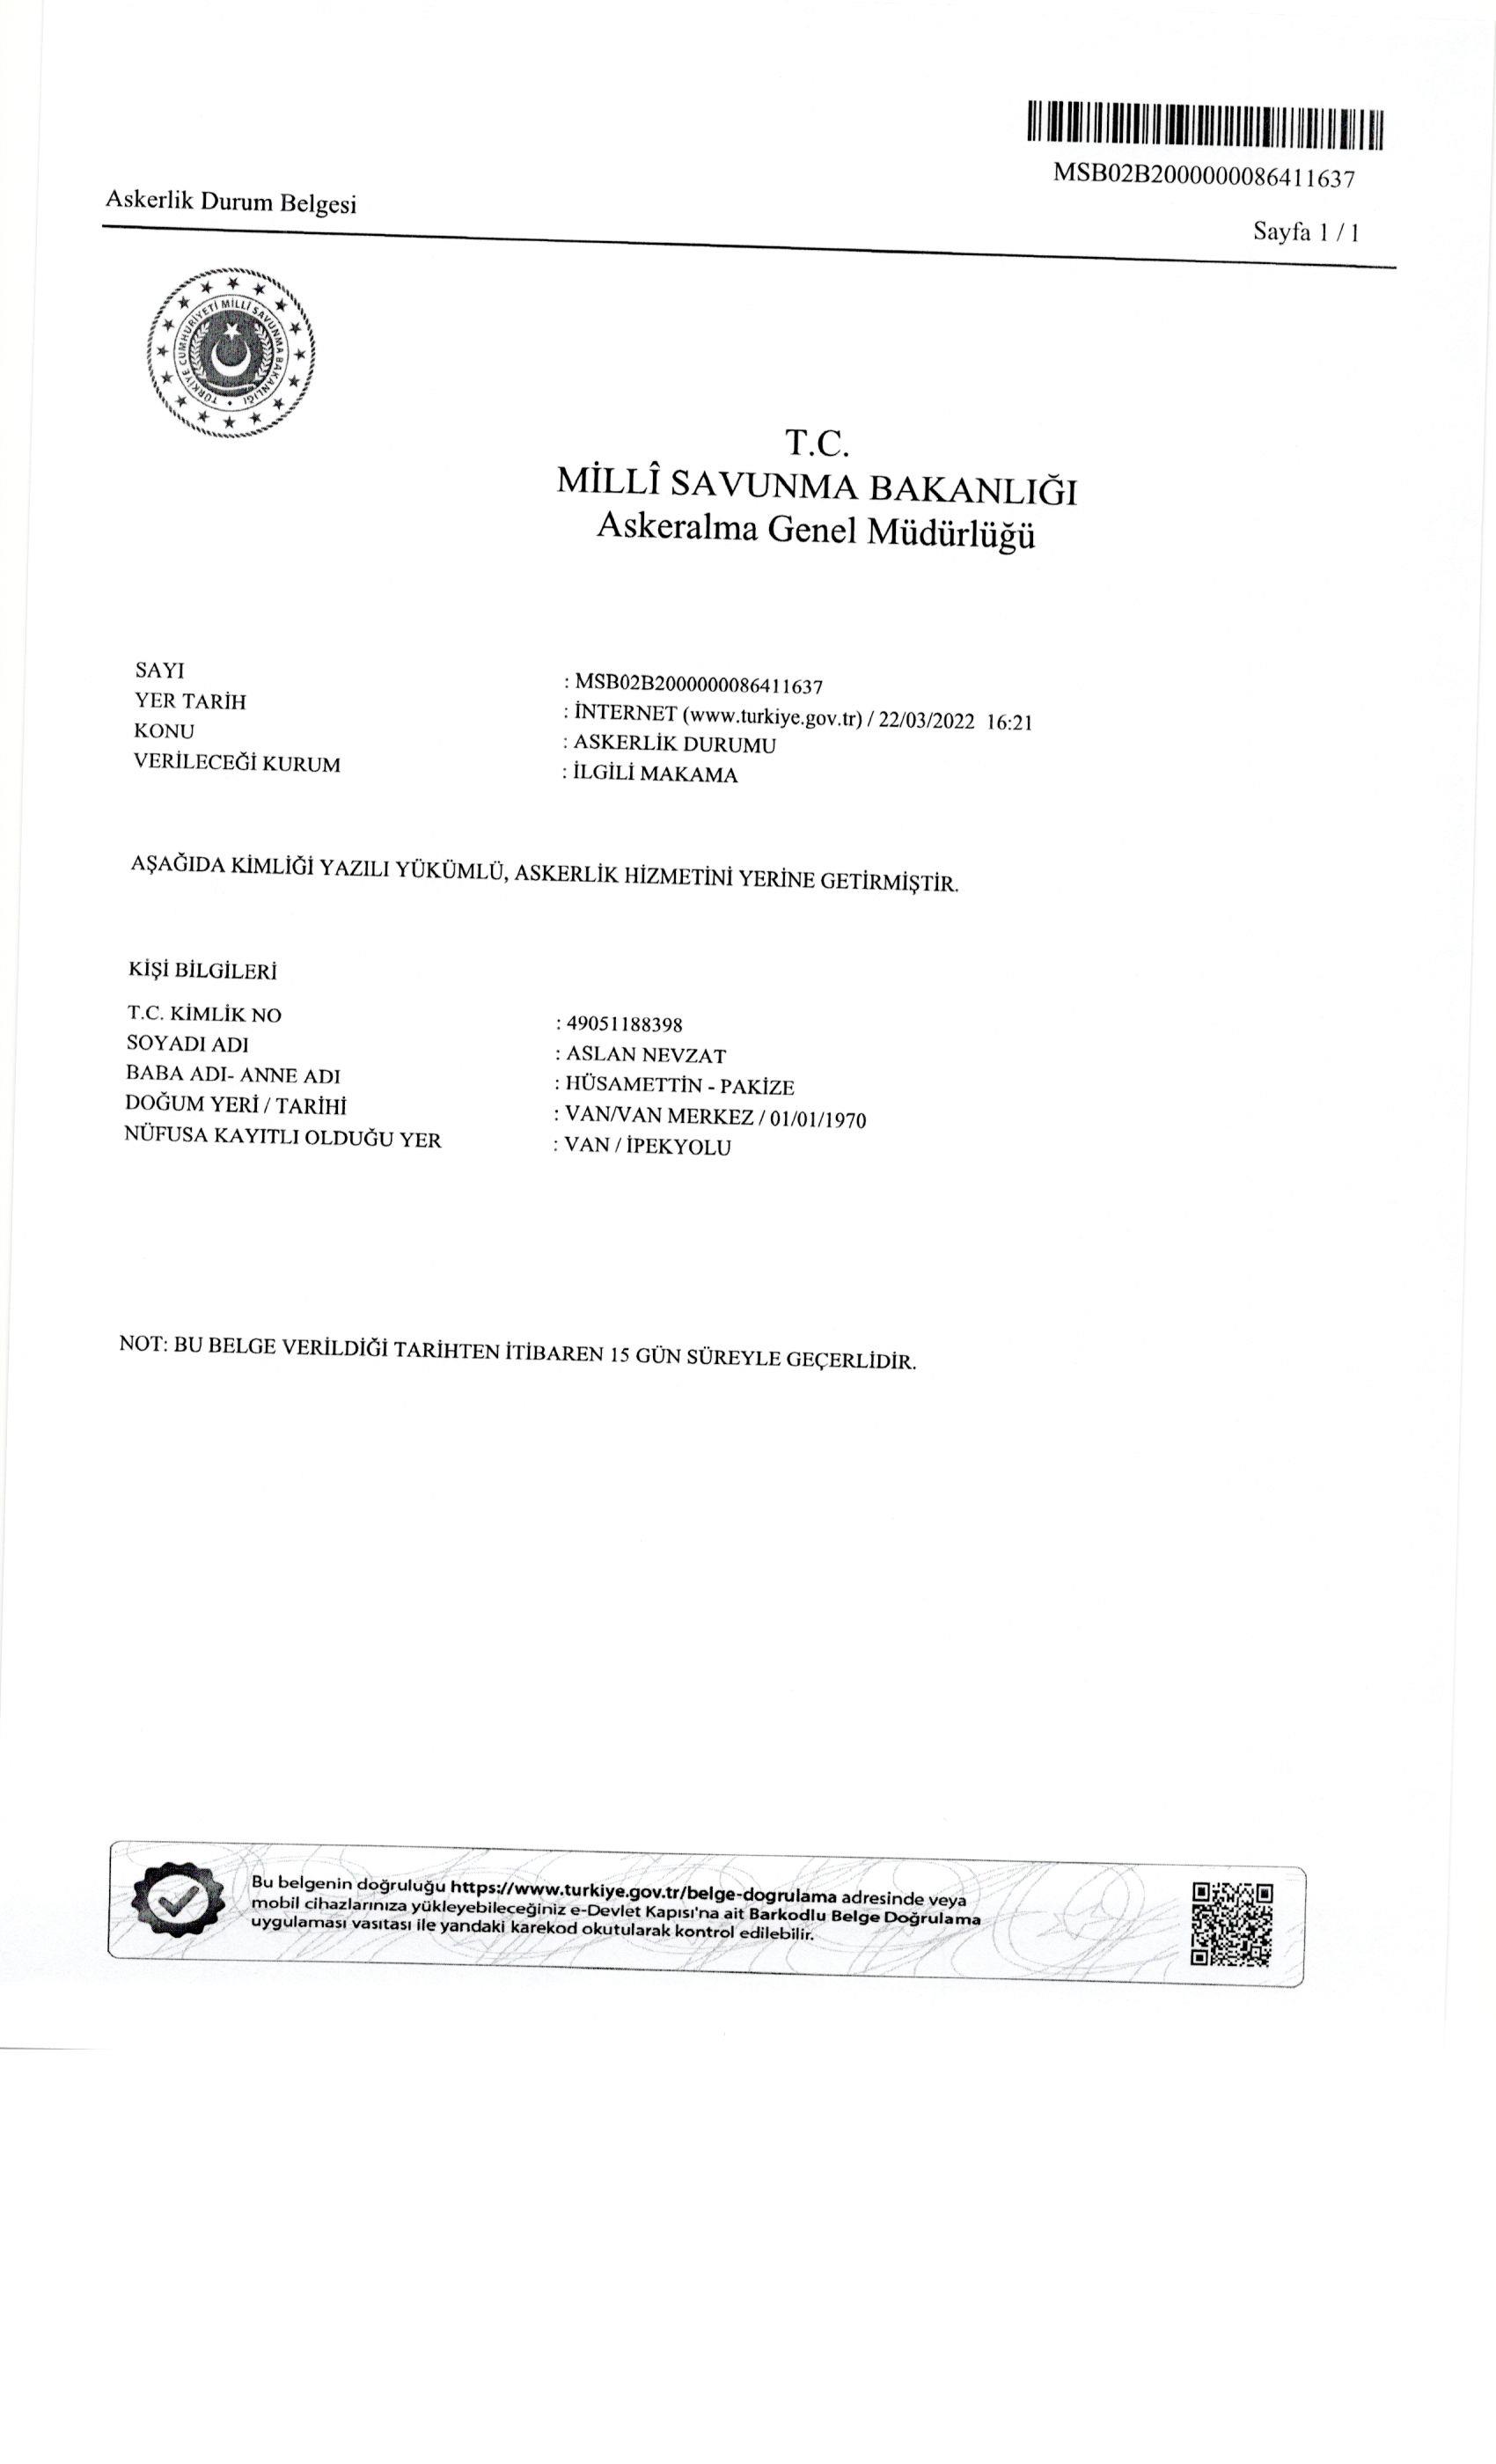 MSB02B2000000086411637
Askerlik Durum Belgesi
Sayfa 1 / 1
TÜRKİYE CUMHURİYETİ MİLLİ SAVUNMA BAKANLIĞI
T.C.
MİLLÎ SAVUNMA BAKANLIĞI
Askeralma Genel Müdürlüğü
SAYI : MSB02B2000000086411637
YER TARİH : İNTERNET (www.turkiye.gov.tr) / 22/03/2022 16:21
KONU : ASKERLİK DURUMU
VERİLECEĞİ KURUM : İLGİLİ MAKAMA
AŞAĞIDA KİMLİĞİ YAZILI YÜKÜMLÜ, ASKERLİK HİZMETİNİ YERİNE GETİRMİŞTİR.
KİŞİ BİLGİLERİ
T.C. KİMLİK NO : 49051188398
SOYADI ADI : ASLAN NEVZAT
BABA ADI- ANNE ADI : HÜSAMETTİN - PAKİZE
DOĞUM YERİ / TARİHİ : VAN/VAN MERKEZ / 01/01/1970
NÜFUSA KAYITLI OLDUĞU YER : VAN / İPEKYOLU
NOT: BU BELGE VERİLDİĞİ TARİHTEN İTİBAREN 15 GÜN SÜREYLE GEÇERLİDİR.
Bu belgenin doğruluğu https://www.turkiye.gov.tr/belge-dogrulama adresinde veya
mobil cihazlarınıza yükleyebileceğiniz e-Devlet Kapısı'na ait Barkodlu Belge Doğrulama
uygulaması vasıtası ile yandaki karekod okutularak kontrol edilebilir.